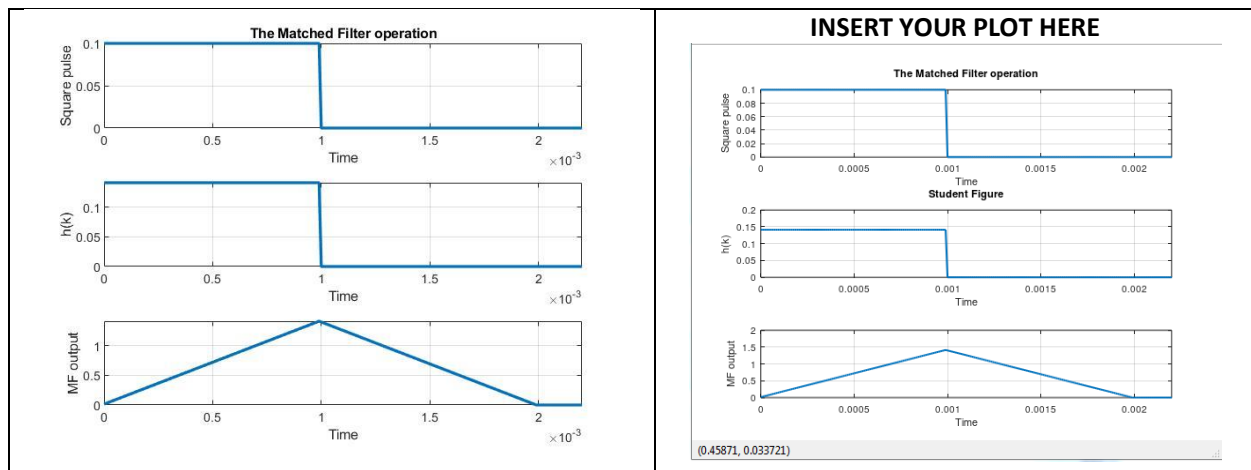 The Matched Filter operation
0.1
0.05
0
Square pulse
0 0.5 1 1.5 2
×10⁻³
Time
0.1
0.05
0
h(k)
0 0.5 1 1.5 2
×10⁻³
Time
1
0.5
0
MF output
0 0.5 1 1.5 2
×10⁻³
Time
INSERT YOUR PLOT HERE
The Matched Filter operation
0.1
0.08
0.06
0.04
0.02
0
Square pulse
0 0.0005 0.001 0.0015 0.002
Time
Student Figure
0.2
0.15
0.1
0.05
0
h(k)
0 0.0005 0.001 0.0015 0.002
Time
2
1.5
1
0.5
0
MF output
0 0.0005 0.001 0.0015 0.002
Time
(0.45871, 0.033721)